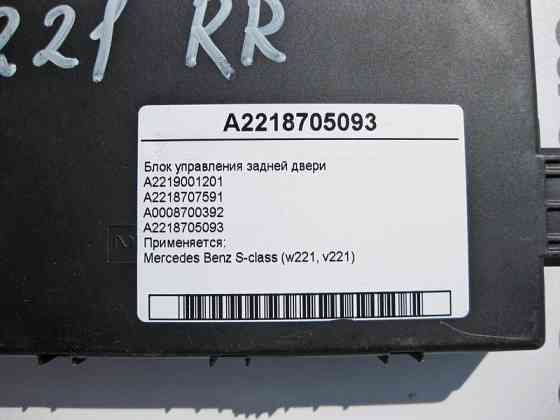 221 RR
A2218705093
Блок управления задней двери
A2219001201
A2218707591
A0008700392
A2218705093
Применяется:
Mercedes Benz S-class (w221, v221)